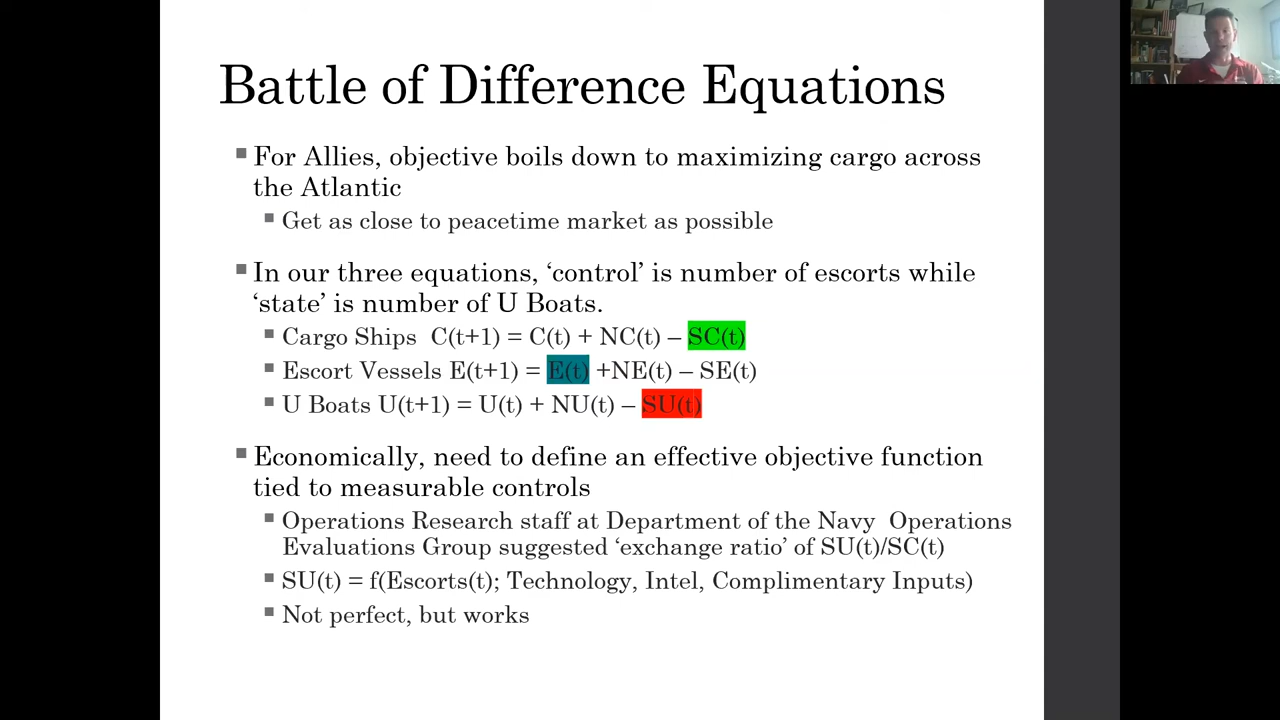 Battle of Difference Equations
For Allies, objective boils down to maximizing cargo across
the Atlantic
Get as close to peacetime market as possible
In our three equations, ‘control’ is number of escorts while
‘state’ is number of U Boats.
Cargo Ships C(t+1) = C(t) + NC(t) – SC(t)
Escort Vessels E(t+1) = E(t) +NE(t) – SE(t)
U Boats U(t+1) = U(t) + NU(t) – SU(t)
Economically, need to define an effective objective function
tied to measurable controls
Operations Research staff at Department of the Navy Operations
Evaluations Group suggested ‘exchange ratio’ of SU(t)/SC(t)
SU(t) = f(Escorts(t); Technology, Intel, Complimentary Inputs)
Not perfect, but works